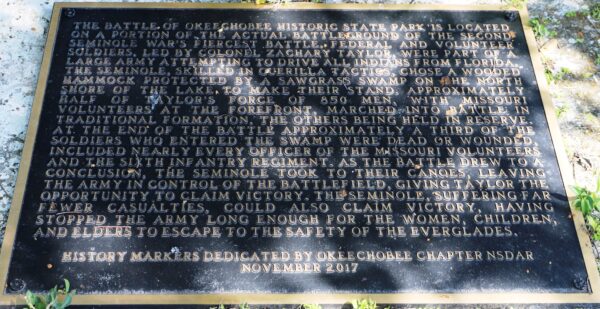 THE BATTLE OF OKEECHOBEE HISTORIC STATE PARK IS LOCATED
ON A PORTION OF THE ACTUAL BATTLEGROUND OF THE SECOND
SEMINOLE WAR'S FIERCEST BATTLE. FEDERAL AND VOLUNTEER
SOLDIERS, LED BY COLONEL ZACHARY TAYLOR, WERE PART OF A
LARGE ARMY ATTEMPTING TO DRIVE ALL INDIANS FROM FLORIDA.
THE SEMINOLE, SKILLED IN GUERILLA TACTICS, CHOSE A WOODED
HAMMOCK PROTECTED BY A SAWGRASS SWAMP ON THE NORTH
SHORE OF THE LAKE, TO MAKE THEIR STAND. APPROXIMATELY
HALF OF TAYLOR'S FORCE OF 850 MEN, WITH MISSOURI
VOLUNTEERS AT THE FOREFRONT, MARCHED INTO BATTLE IN
TRADITIONAL FORMATION, THE OTHERS BEING HELD IN RESERVE.
AT THE END OF THE BATTLE APPROXIMATELY A THIRD OF THE
SOLDIERS WHO ENTERED THE SWAMP WERE DEAD OR WOUNDED.
INCLUDED NEARLY EVERY OFFICER OF THE MISSOURI VOLUNTEERS
AND THE SIXTH INFANTRY REGIMENT. AS THE BATTLE DREW TO A
CONCLUSION, THE SEMINOLE TOOK TO THEIR CANOES, LEAVING
THE ARMY IN CONTROL OF THE BATTLEFIELD, GIVING TAYLOR THE
OPPORTUNITY TO CLAIM VICTORY. THE SEMINOLE, SUFFERING FAR
FEWER CASUALTIES, COULD ALSO CLAIM VICTORY, HAVING
STOPPED THE ARMY LONG ENOUGH FOR THE WOMEN, CHILDREN,
AND ELDERS TO ESCAPE TO THE SAFETY OF THE EVERGLADES.
HISTORY MARKERS DEDICATED BY OKEECHOBEE CHAPTER NSDAR
NOVEMBER 2017